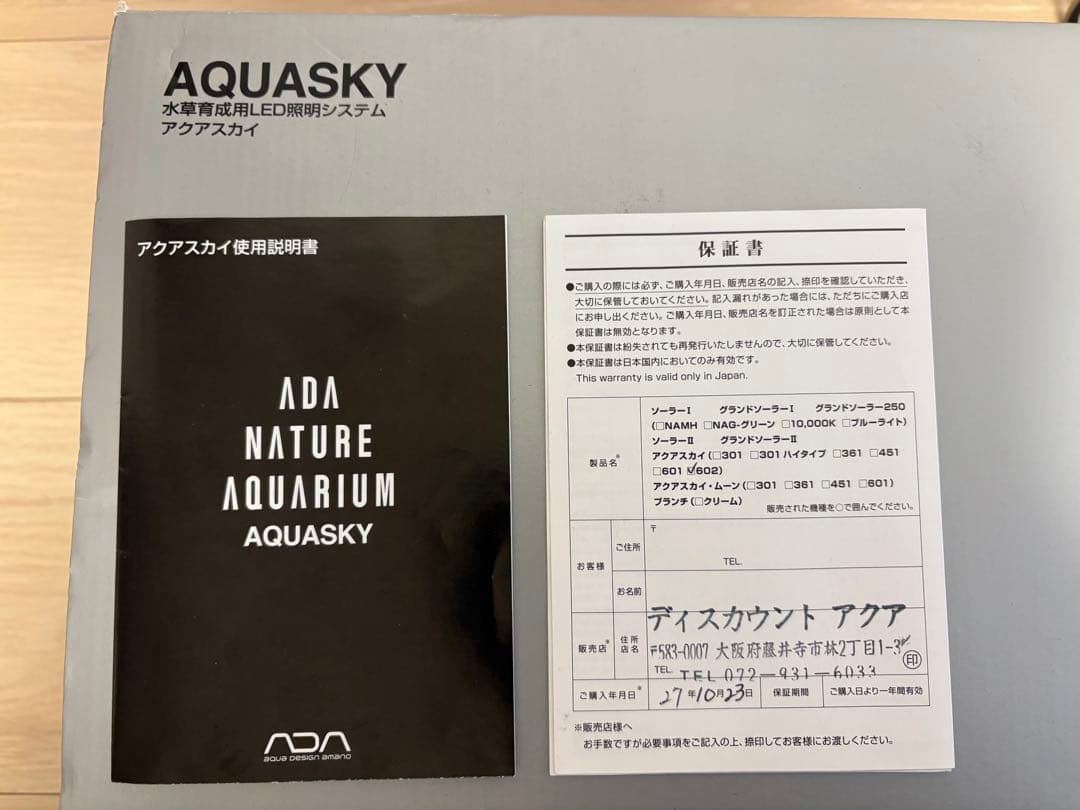 AQUASKY
水草育成用LED照明システム
アクアスカイ
アクアスカイ使用説明書
ADA
NATURE
AQUARIUM
AQUASKY
ADA
aqua design amano
保証書
●ご購入の際には必ず、ご購入年月日、販売店名の記入、捺印を確認していただき、
大切に保管しておいてください。記入漏れがあった場合には、ただちにご購入店
にお申し出ください。ご購入年月日、販売店名を訂正された場合は原則として本
保証書は無効となります。
●本保証書は紛失されても再発行いたしませんので、大切に保管してください。
●本保証書は日本国内においてのみ有効です。
This warranty is valid only in Japan.
製品名※
ソーラーI グランドソーラーI グランドソーラー250
(□NAMH □NAG-グリーン □10,000K □ブルーライト)
ソーラーII グランドソーラーII
アクアスカイ(□301 □301ハイタイプ □361 □451
□601 ☑602)
アクアスカイ・ムーン(□301 □361 □451 □601)
ブランチ(□クリーム)
販売された機種を○で囲んでください。
お客様
ご住所
〒
TEL.
お名前
販売店※
住所
店名
ディスカウント アクア
〒583-0007 大阪府藤井寺市林2丁目1-3
TEL. TEL 072-931-6033
印
ご購入年月日※
27年10月23日
保証期間
ご購入日より一年間有効
※販売店様へ
お手数ですが必要事項をご記入の上、捺印してお客様にお渡しください。